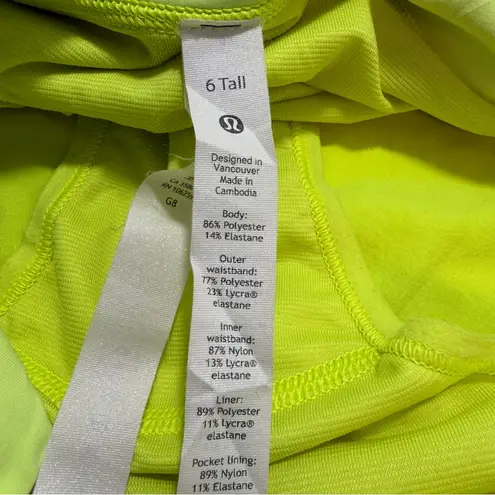 6 Tall
Designed in
Vancouver
Made in
Cambodia
Body:
86% Polyester
14% Elastane
Outer
waistband:
77% Polyester
23% Lycra®
elastane
Inner
waistband:
87% Nylon
13% Lycra®
elastane
Liner:
89% Polyester
11% Lycra®
elastane
Pocket lining:
89% Nylon
11% Elastane
CA
RN
G8